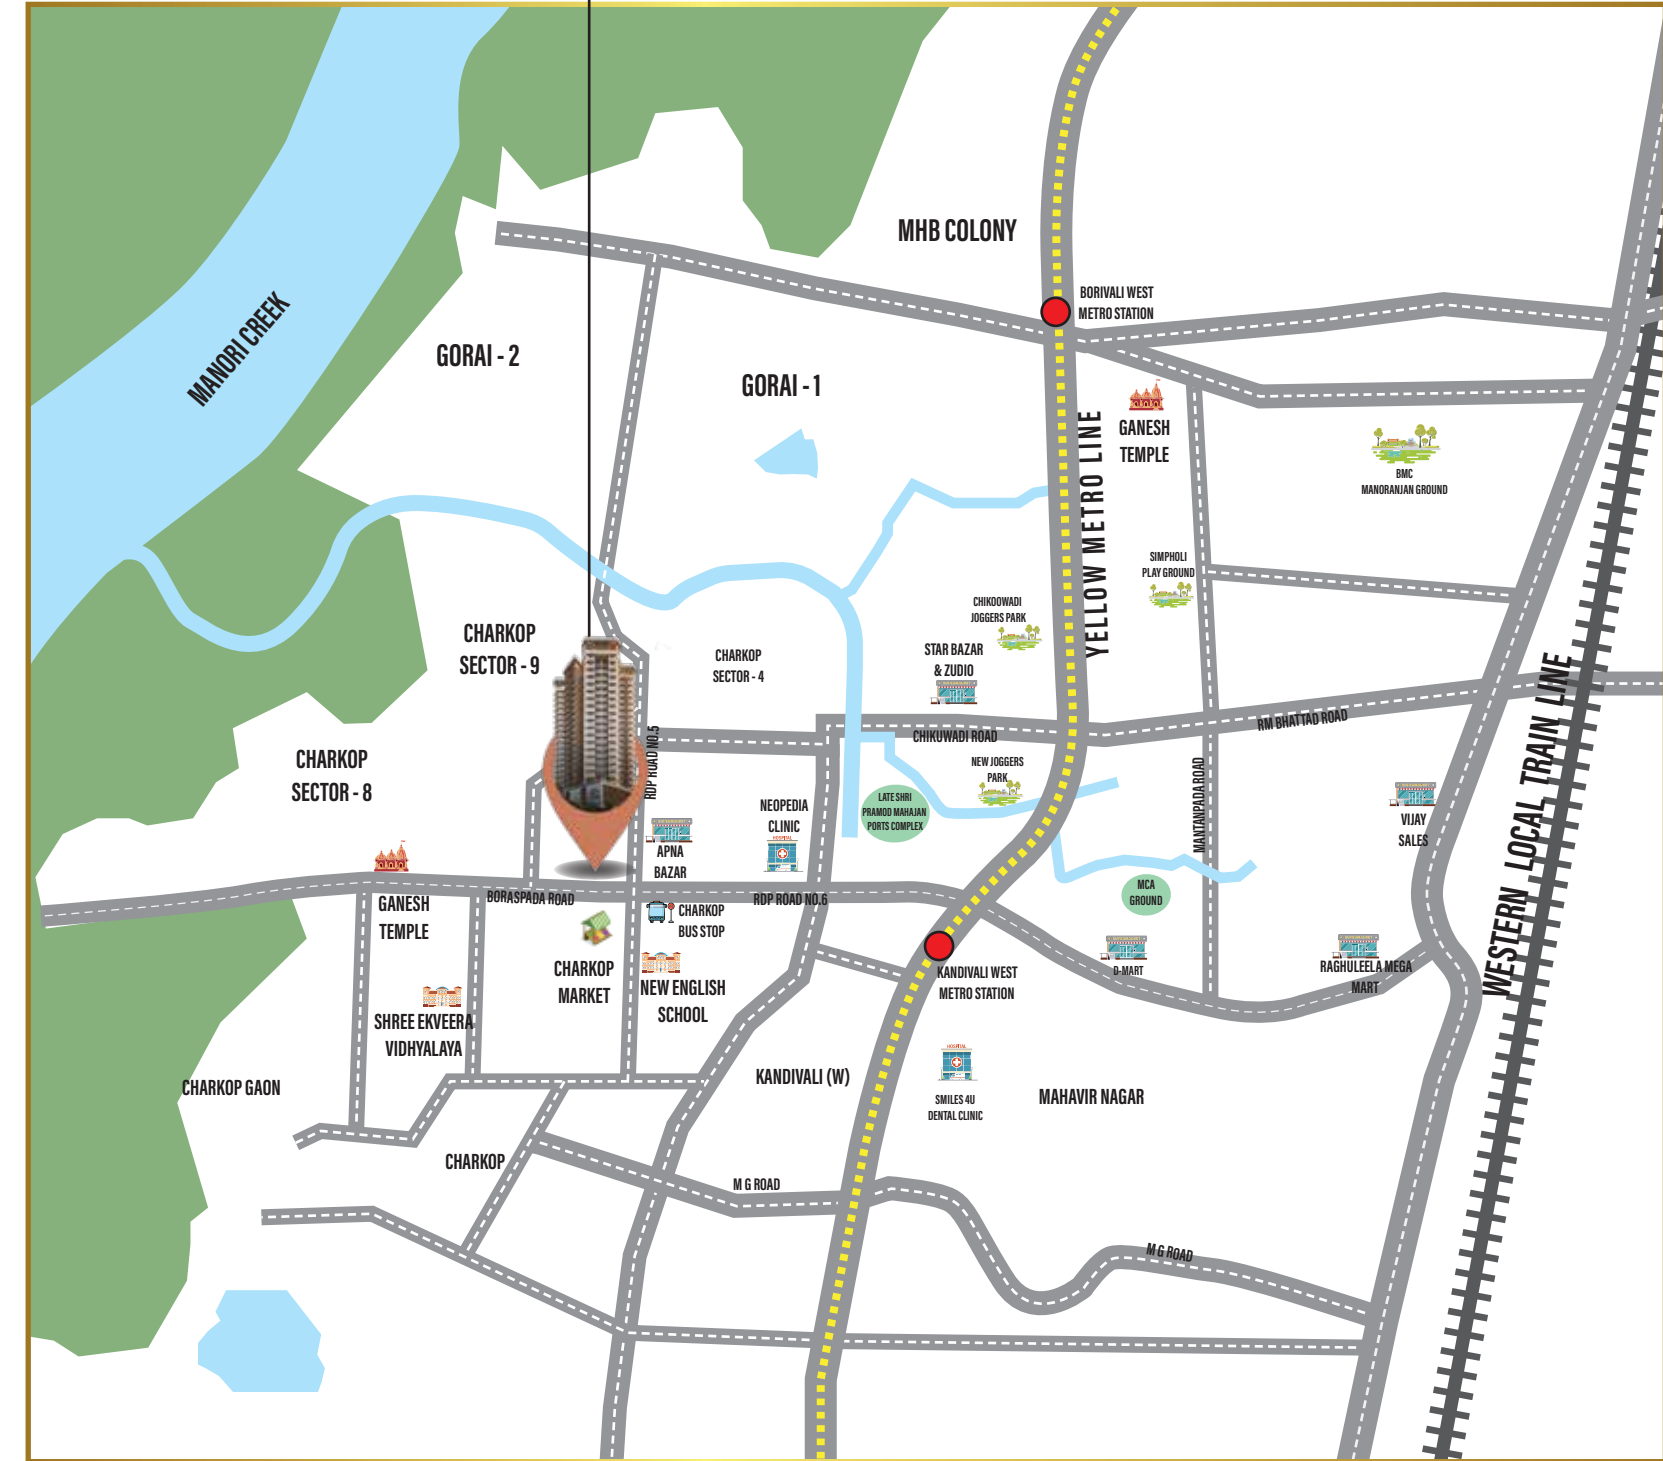 MHB COLONY
BORIVALI WEST
METRO STATION
MANORI CREEK
GORAI - 2
GORAI -1
YELLOW METRO LINE
GANESH
TEMPLE
BMC
MANORANJAN GROUND
SIMPHOLI
PLAY GROUND
CHIKOOWADI
JOGGERS PARK
CHARKOP
SECTOR - 9
CHARKOP
SECTOR - 4
STAR BAZAR
& ZUDIO
WESTERN LOCAL TRAIN LINE
RM BHATTAD ROAD
CHIKUWADI ROAD
RDP ROAD NO.5
CHARKOP
SECTOR - 8
NEW JOGGERS
PARK
MANTANPADA ROAD
LATE SHRI
PRAMOD MAHAJAN
PORTS COMPLEX
NEOPEDIA
CLINIC
HOSPITAL
VIJAY
SALES
APNA
BAZAR
BORASPADA ROAD
RDP ROAD NO.6
MCA
GROUND
GANESH
TEMPLE
CHARKOP
BUS STOP
CHARKOP
MARKET
NEW ENGLISH
SCHOOL
KANDIVALI WEST
METRO STATION
D-MART
RAGHULEELA MEGA
MART
SHREE EKVEERA
VIDHYALAYA
HOSPITAL
SMILES 4U
DENTAL CLINIC
KANDIVALI (W)
MAHAVIR NAGAR
CHARKOP GAON
CHARKOP
M G ROAD
M G ROAD